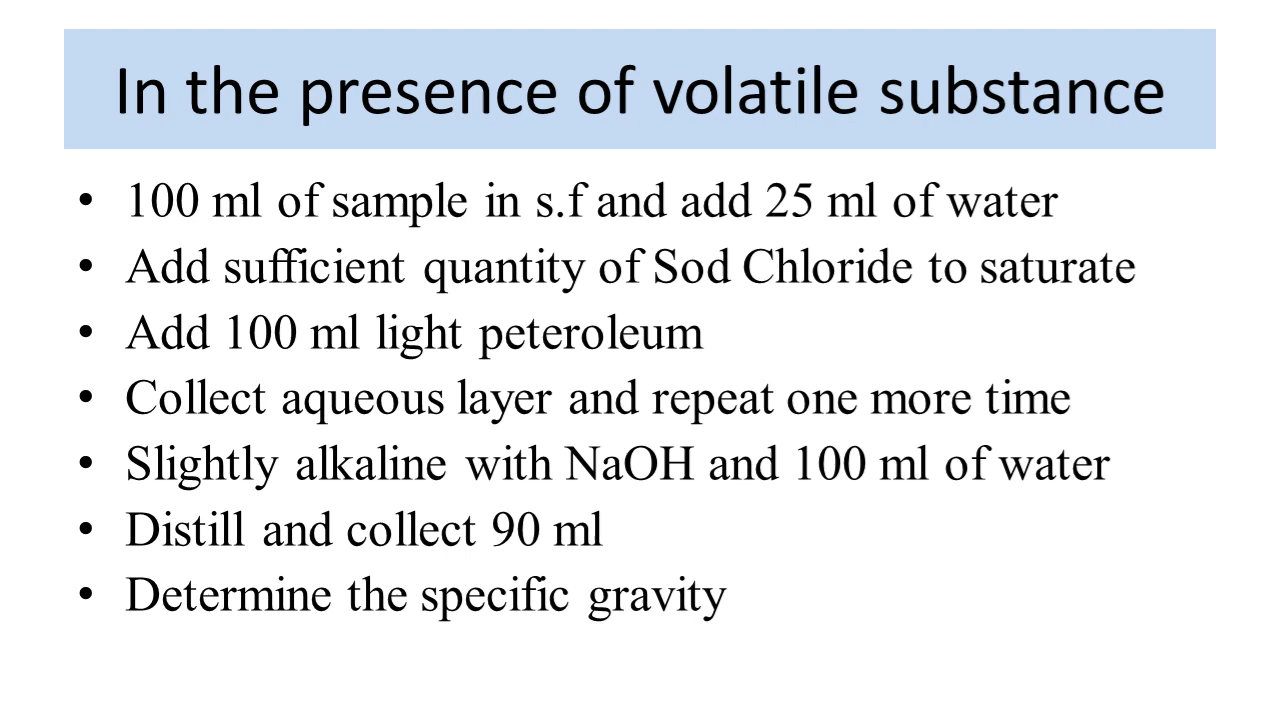 In the presence of volatile substance
• 100 ml of sample in s.f and add 25 ml of water
• Add sufficient quantity of Sod Chloride to saturate
• Add 100 ml light peteroleum
• Collect aqueous layer and repeat one more time
• Slightly alkaline with NaOH and 100 ml of water
• Distill and collect 90 ml
• Determine the specific gravity